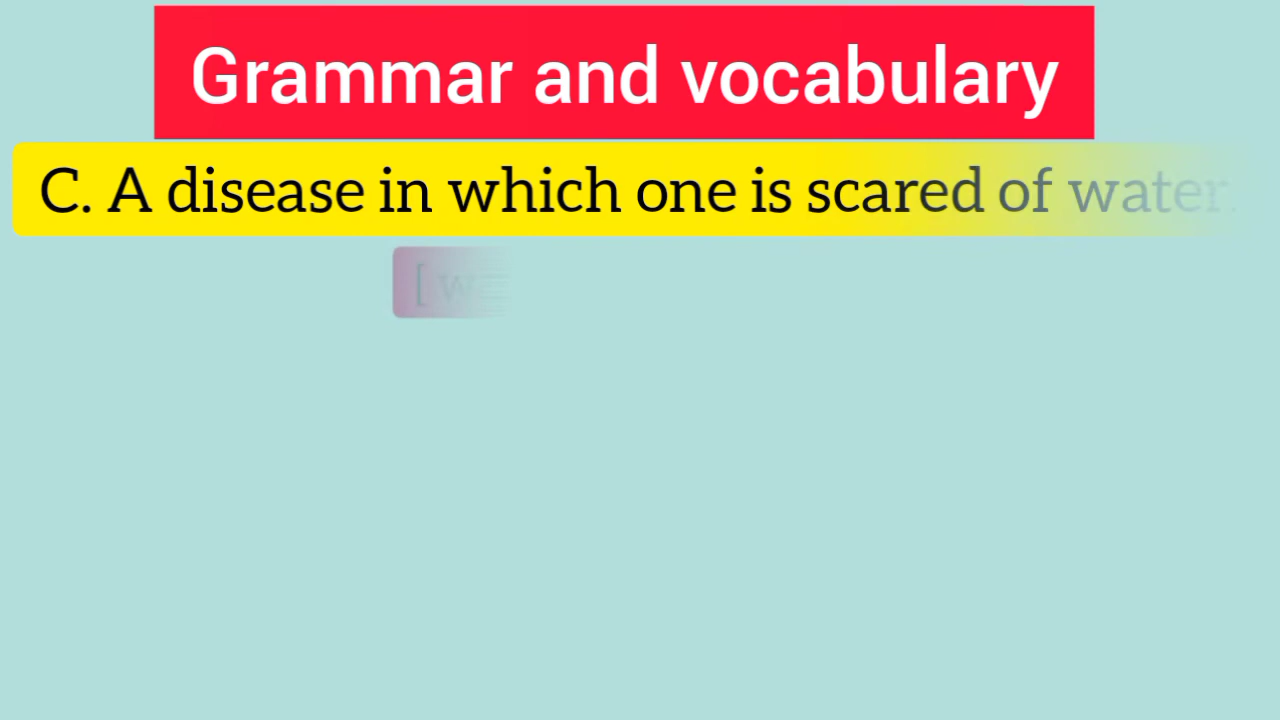 Grammar and vocabulary
C. A disease in which one is scared of water.
[ w